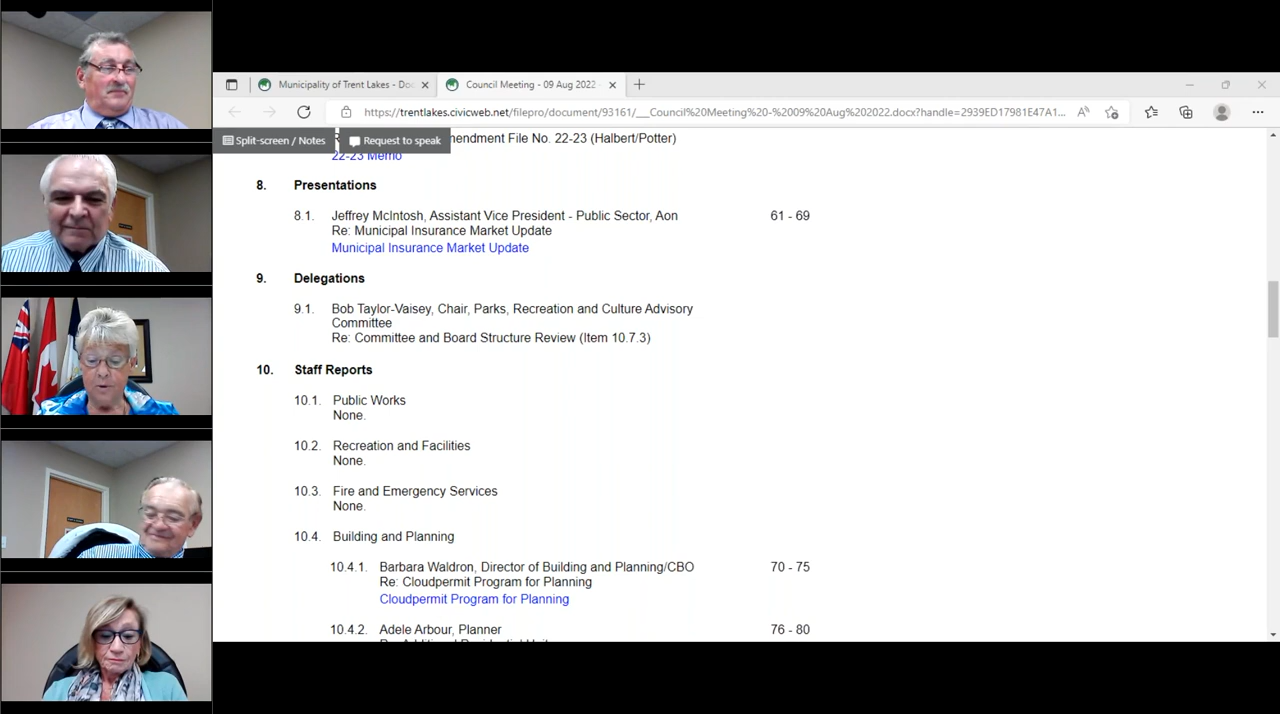 Municipality of Trent Lakes - Doc
Council Meeting - 09 Aug 2022
https://trentlakes.civicweb.net/filepro/document/93161/___Council%20Meeting%20-%2009%20Aug%202022.docx?handle=2939ED17981E47A1...
Split-screen / Notes
Request to speak
mendment File No. 22-23 (Halbert/Potter)
22-23 Memo
8. Presentations
8.1. Jeffrey McIntosh, Assistant Vice President - Public Sector, Aon 61 - 69
Re: Municipal Insurance Market Update
Municipal Insurance Market Update
9. Delegations
9.1. Bob Taylor-Vaisey, Chair, Parks, Recreation and Culture Advisory
Committee
Re: Committee and Board Structure Review (Item 10.7.3)
10. Staff Reports
10.1. Public Works
None.
10.2. Recreation and Facilities
None.
10.3. Fire and Emergency Services
None.
10.4. Building and Planning
10.4.1. Barbara Waldron, Director of Building and Planning/CBO 70 - 75
Re: Cloudpermit Program for Planning
Cloudpermit Program for Planning
10.4.2. Adele Arbour, Planner 76 - 80